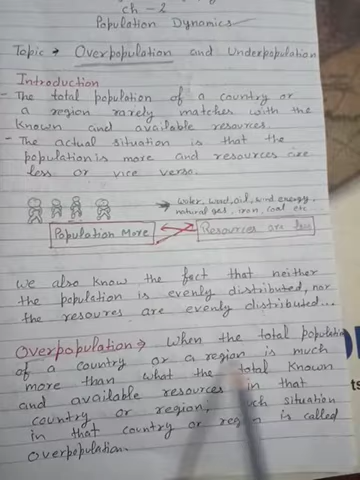 ch - 2
Population Dynamics
Topic → Overpopulation and Underpopulation
Introduction
- The total population of a country or
a region rarely matches with the
known and available resources.
- The actual situation is that the
population is more and resources are
less or vice versa.
→ water, wood, oil, wind energy,
natural gas, iron, coal etc.
Population More
Resources are less
we also know the fact that neither
the population is evenly distributed, nor
the resoures are evenly distributed...
Overpopulation → When the total population
of a country or a region is much
more than what the total known
and available resources in that
country or region, such situation
in that country or region is called
overpopulation.